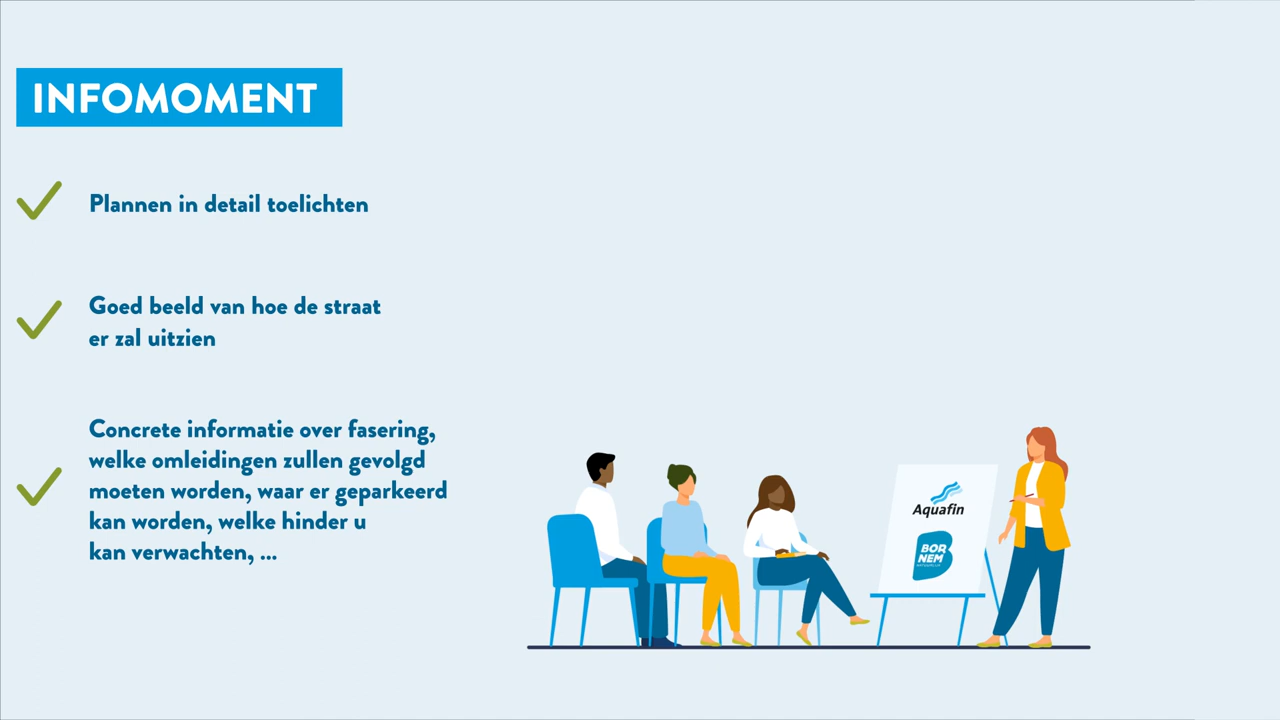 INFOMOMENT
Plannen in detail toelichten
Goed beeld van hoe de straat
er zal uitzien
Concrete informatie over fasering,
welke omleidingen zullen gevolgd
moeten worden, waar er geparkeerd
kan worden, welke hinder u
kan verwachten, ...
Aquafin
BOR
NEM